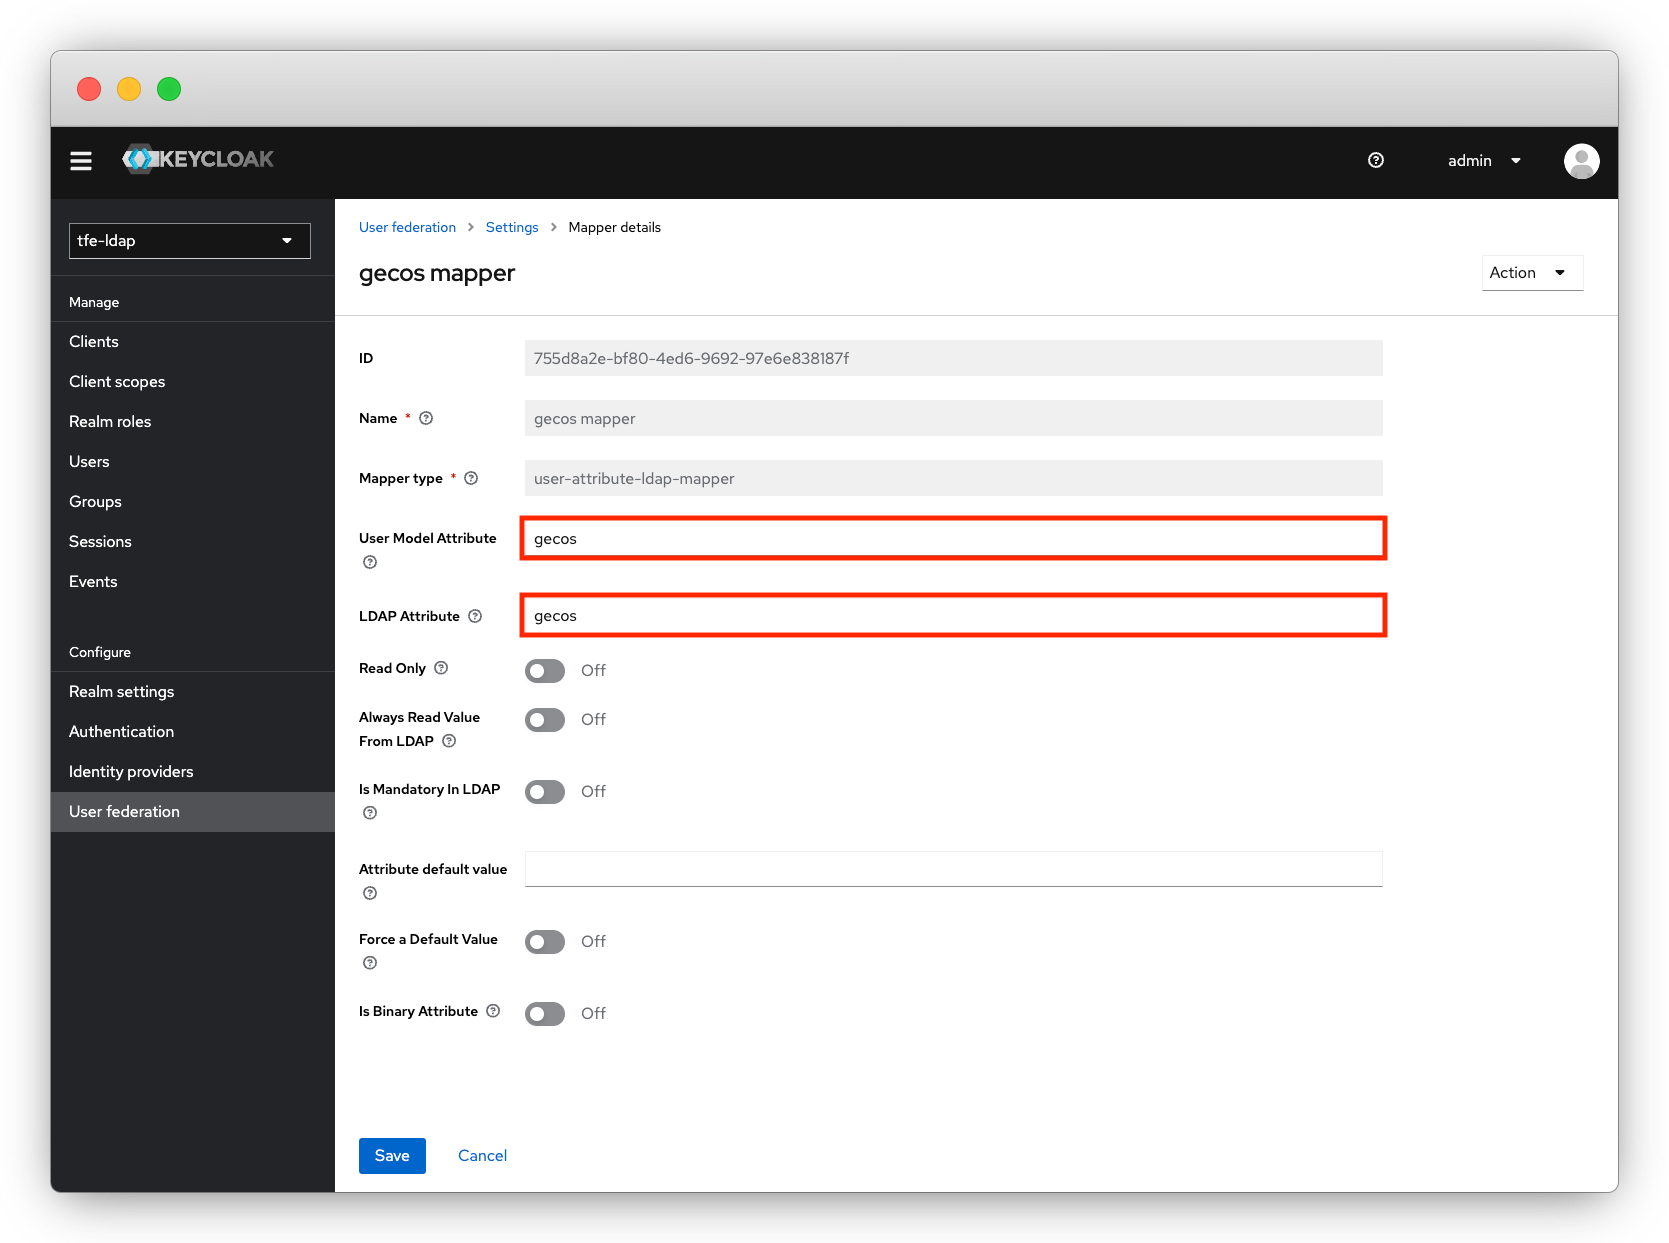 KEYCLOAK
admin
tfe-ldap
Manage
Clients
Client scopes
Realm roles
Users
Groups
Sessions
Events
Configure
Realm settings
Authentication
Identity providers
User federation
User federation > Settings > Mapper details
gecos mapper
Action
ID
755d8a2e-bf80-4ed6-9692-97e6e838187f
Name *
gecos mapper
Mapper type *
user-attribute-ldap-mapper
User Model Attribute
gecos
LDAP Attribute
gecos
Read Only
Off
Always Read Value
From LDAP
Off
Is Mandatory In LDAP
Off
Attribute default value
Force a Default Value
Off
Is Binary Attribute
Off
Save
Cancel